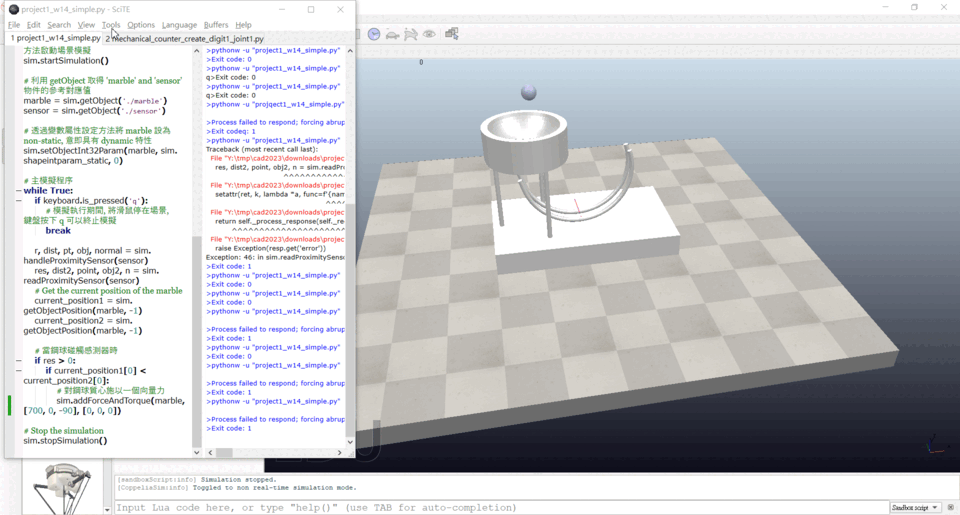 project1_w14_simple.py - SciTE
File Edit Search View Tools Options Language Buffers Help
1 project1_w14_simple.py 2 mechanical_counter_create_digit1_joint1.py
方法啟動場景模擬
sim.startSimulation()
# 利用 getObject 取得 'marble' and 'sensor'
物件的參考對應值
marble = sim.getObject('./marble')
sensor = sim.getObject('./sensor')
# 透過變數屬性設定方法將 marble 設為
non-static, 意即具有 dynamic 特性
sim.setObjectInt32Param(marble, sim.
shapeintparam_static, 0)
# 主模擬程序
while True:
if keyboard.is_pressed('q'):
# 模擬執行期間, 將滑鼠停在場景,
鍵盤按下 q 可以終止模擬
break
r, dist, pt, obj, normal = sim.
handleProximitySensor(sensor)
res, dist2, point, obj2, n = sim.
readProximitySensor(sensor)
# Get the current position of the marble
current_position1 = sim.
getObjectPosition(marble, -1)
current_position2 = sim.
getObjectPosition(marble, -1)
# 當鋼球碰觸感測器時
if res > 0:
if current_position1[0] <
current_position2[0]:
# 對鋼球質心施以一個向量力
sim.addForceAndTorque(marble,
[700, 0, -90], [0, 0, 0])
# Stop the simulation
sim.stopSimulation()
>pythonw -u "project1_w14_simple.py"
>Exit code: 0
>pythonw -u "project1_w14_simple.py"
q>Exit code: 0
>pythonw -u "project1_w14_simple.py"
q>Exit code: 0
>pythonw -u "projqect1_w14_simple.py"
>Process failed to respond; forcing abrup
>Exit codeq: 1
>pythonw -u "project1_w14_simple.py"
Traceback (most recent call last):
File "Y:\tmp\cad2023\downloads\projec
res, dist2, point, obj2, n = sim.readPro
^^^^^^^^^^^
File "Y:\tmp\cad2023\downloads\projec
setattr(ret, k, lambda *a, func=f'{nam
^^^
File "Y:\tmp\cad2023\downloads\projec
return self._process_response(self._re
^^^^^^^^^^^^^^^^^^^^
File "Y:\tmp\cad2023\downloads\projec
raise Exception(resp.get('error'))
Exception: 46: in sim.readProximitySenso
>Exit code: 1
>pythonw -u "project1_w14_simple.py"
>Exit code: 0
>pythonw -u "project1_w14_simple.py"
>Exit code: 0
>pythonw -u "project1_w14_simple.py"
>Process failed to respond; forcing abrup
>Exit code: 1
>pythonw -u "project1_w14_simple.py"
>Exit code: 0
>pythonw -u "project1_w14_simple.py"
>Process failed to respond; forcing abrup
>Exit code: 1
>pythonw -u "project1_w14_simple.py"
>Process failed to respond; forcing abrup
>Exit code: 1
0
[sandboxScript:info] Simulation stopped.
[CoppeliaSim:info] Toggled to non real-time simulation mode.
Input Lua code here, or type "help()" (use TAB for auto-completion)
Sandbox script